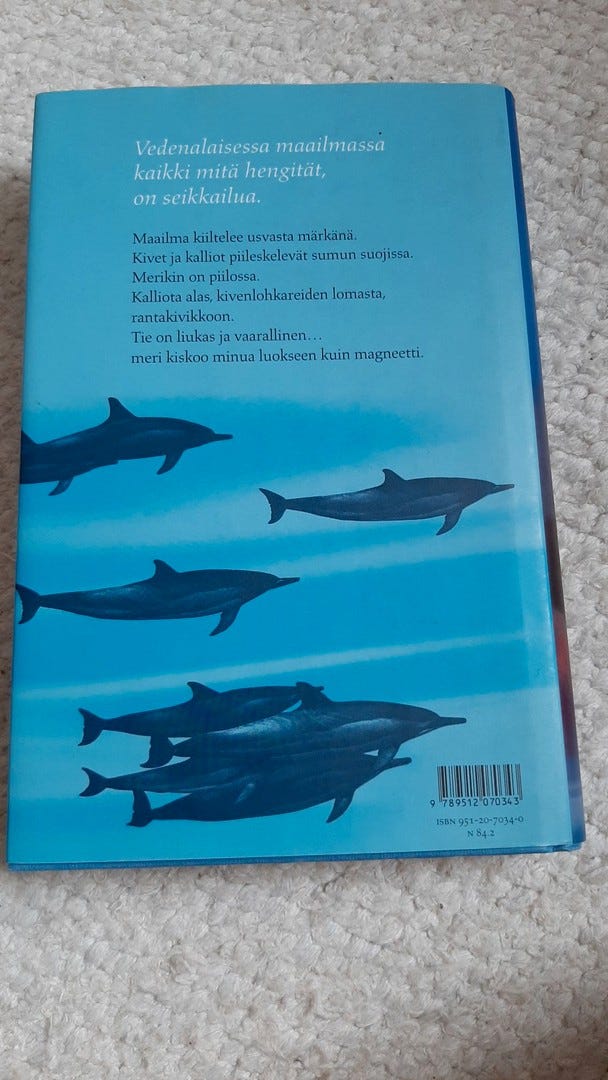 Vedenalaisessa maailmassa
kaikki mitä hengität,
on seikkailua.
Maailma kiiltelee usvasta märkänä.
Kivet ja kalliot piileskelevät sumun suojissa.
Merikin on piilossa.
Kalliota alas, kivenlohkareiden lomasta,
rantakivikkoon.
Tie on liukas ja vaarallinen…
meri kiskoo minua luokseen kuin magneetti.
9 789512 070343
ISBN 951-20-7034-0
N 84.2